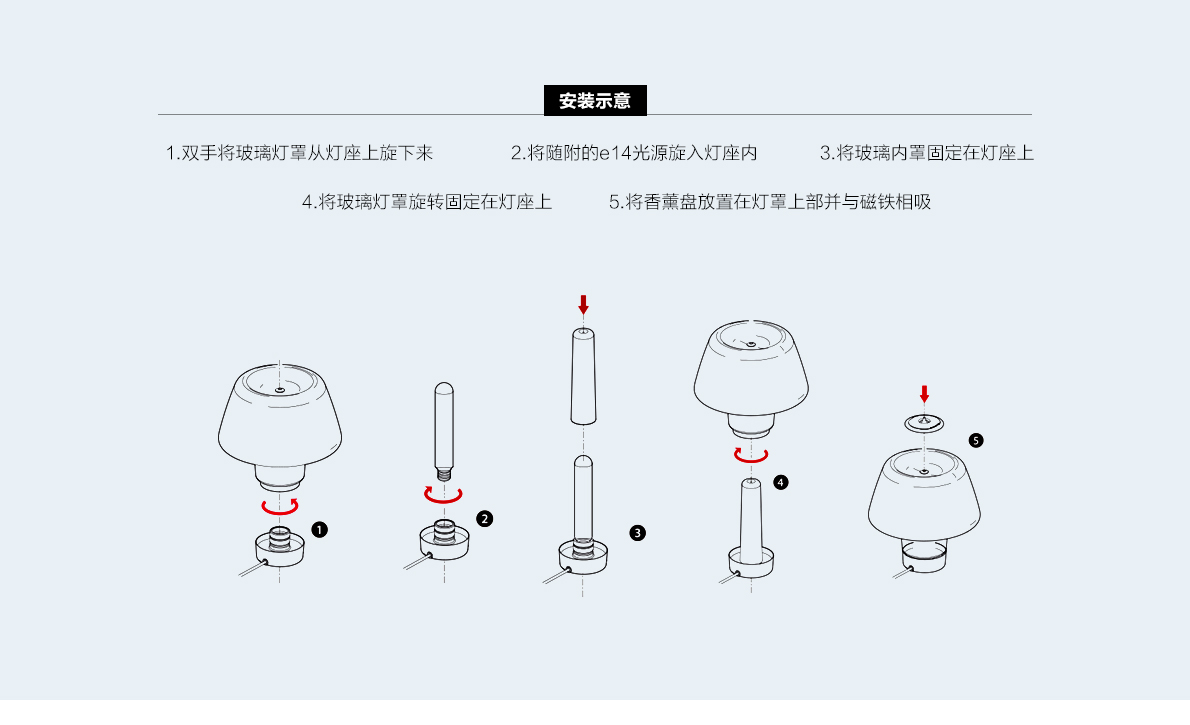 安装示意
1.双手将玻璃灯罩从灯座上旋下来 2.将随附的e14光源旋入灯座内 3.将玻璃内罩固定在灯座上
4.将玻璃灯罩旋转固定在灯座上 5.将香薰盘放置在灯罩上部并与磁铁相吸
5
4
1
2
3